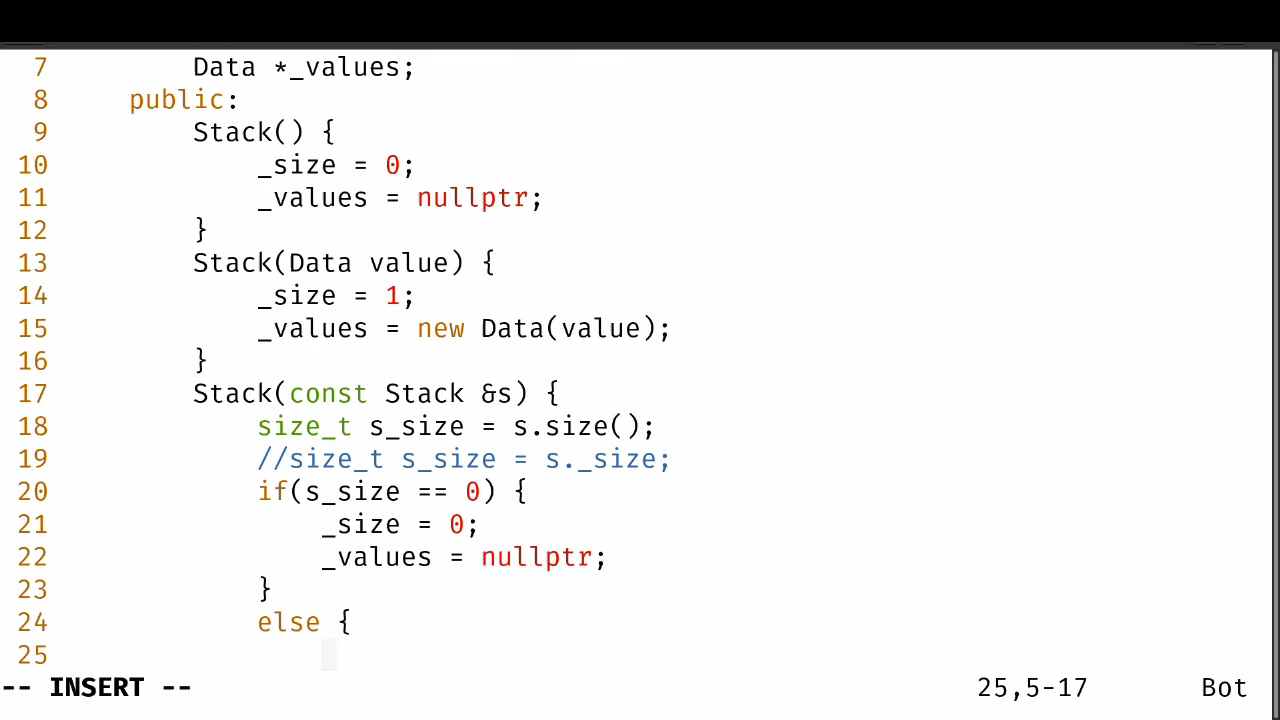 7         Data *_values;
8     public:
9         Stack() {
10             _size = 0;
11             _values = nullptr;
12         }
13         Stack(Data value) {
14             _size = 1;
15             _values = new Data(value);
16         }
17         Stack(const Stack &s) {
18             size_t s_size = s.size();
19             //size_t s_size = s._size;
20             if(s_size == 0) {
21                 _size = 0;
22                 _values = nullptr;
23             }
24             else {
25
-- INSERT -- 25,5-17 Bot